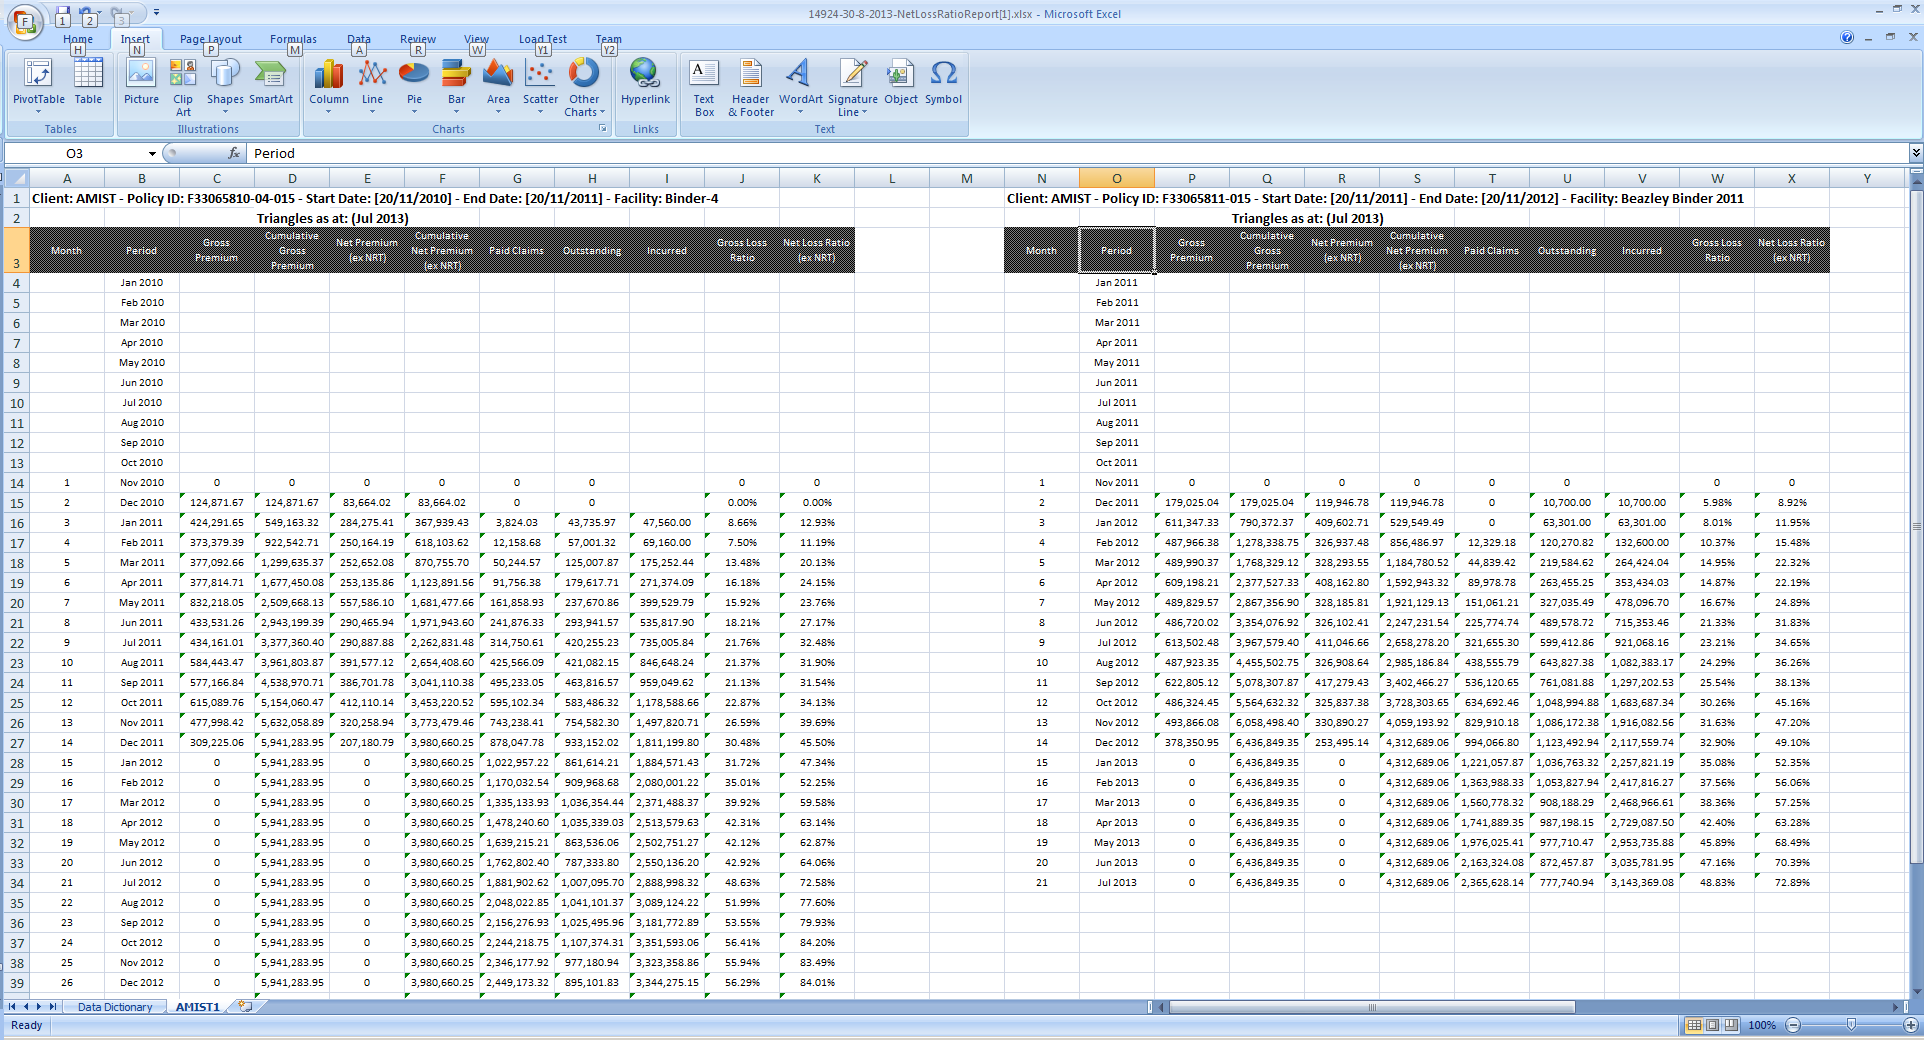 14924-30-8-2013-NetLossRatioReport[1].xlsx - Microsoft Excel
F 1 2 3
Home Insert Page Layout Formulas Data Review View Load Test Team
H N P M A R W Y1 Y2
PivotTable Table Picture Clip Art Shapes SmartArt Column Line Pie Bar Area Scatter Other Charts Hyperlink Text Box Header & Footer WordArt Signature Line Object Symbol
Tables Illustrations Charts Links Text
O3 fx Period
A B C D E F G H I J K L M N O P Q R S T U V W X Y
1 Client: AMIST - Policy ID: F33065810-04-015 - Start Date: [20/11/2010] - End Date: [20/11/2011] - Facility: Binder-4 Client: AMIST - Policy ID: F33065811-015 - Start Date: [20/11/2011] - End Date: [20/11/2012] - Facility: Beazley Binder 2011
2 Triangles as at: (Jul 2013) Triangles as at: (Jul 2013)
3 Month Period Gross Premium Cumulative Gross Premium Net Premium (ex NRT) Cumulative Net Premium (ex NRT) Paid Claims Outstanding Incurred Gross Loss Ratio Net Loss Ratio (ex NRT) Month Period Gross Premium Cumulative Gross Premium Net Premium (ex NRT) Cumulative Net Premium (ex NRT) Paid Claims Outstanding Incurred Gross Loss Ratio Net Loss Ratio (ex NRT)
4 Jan 2010 Jan 2011
5 Feb 2010 Feb 2011
6 Mar 2010 Mar 2011
7 Apr 2010 Apr 2011
8 May 2010 May 2011
9 Jun 2010 Jun 2011
10 Jul 2010 Jul 2011
11 Aug 2010 Aug 2011
12 Sep 2010 Sep 2011
13 Oct 2010 Oct 2011
14 1 Nov 2010 0 0 0 0 0 0 0 0 1 Nov 2011 0 0 0 0 0 0 0 0
15 2 Dec 2010 124,871.67 124,871.67 83,664.02 83,664.02 0 0 0.00% 0.00% 2 Dec 2011 179,025.04 179,025.04 119,946.78 119,946.78 0 10,700.00 10,700.00 5.98% 8.92%
16 3 Jan 2011 424,291.65 549,163.32 284,275.41 367,939.43 3,824.03 43,735.97 47,560.00 8.66% 12.93% 3 Jan 2012 611,347.33 790,372.37 409,602.71 529,549.49 0 63,301.00 63,301.00 8.01% 11.95%
17 4 Feb 2011 373,379.39 922,542.71 250,164.19 618,103.62 12,158.68 57,001.32 69,160.00 7.50% 11.19% 4 Feb 2012 487,966.38 1,278,338.75 326,937.48 856,486.97 12,329.18 120,270.82 132,600.00 10.37% 15.48%
18 5 Mar 2011 377,092.66 1,299,635.37 252,652.08 870,755.70 50,244.57 125,007.87 175,252.44 13.48% 20.13% 5 Mar 2012 489,990.37 1,768,329.12 328,293.55 1,184,780.52 44,839.42 219,584.62 264,424.04 14.95% 22.32%
19 6 Apr 2011 377,814.71 1,677,450.08 253,135.86 1,123,891.56 91,756.38 179,617.71 271,374.09 16.18% 24.15% 6 Apr 2012 609,198.21 2,377,527.33 408,162.80 1,592,943.32 89,978.78 263,455.25 353,434.03 14.87% 22.19%
20 7 May 2011 832,218.05 2,509,668.13 557,586.10 1,681,477.66 161,858.93 237,670.86 399,529.79 15.92% 23.76% 7 May 2012 489,829.57 2,867,356.90 328,185.81 1,921,129.13 151,061.21 327,035.49 478,096.70 16.67% 24.89%
21 8 Jun 2011 433,531.26 2,943,199.39 290,465.94 1,971,943.60 241,876.33 293,941.57 535,817.90 18.21% 27.17% 8 Jun 2012 486,720.02 3,354,076.92 326,102.41 2,247,231.54 225,774.74 489,578.72 715,353.46 21.33% 31.83%
22 9 Jul 2011 434,161.01 3,377,360.40 290,887.88 2,262,831.48 314,750.61 420,255.23 735,005.84 21.76% 32.48% 9 Jul 2012 613,502.48 3,967,579.40 411,046.66 2,658,278.20 321,655.30 599,412.86 921,068.16 23.21% 34.65%
23 10 Aug 2011 584,443.47 3,961,803.87 391,577.12 2,654,408.60 425,566.09 421,082.15 846,648.24 21.37% 31.90% 10 Aug 2012 487,923.35 4,455,502.75 326,908.64 2,985,186.84 438,555.79 643,827.38 1,082,383.17 24.29% 36.26%
24 11 Sep 2011 577,166.84 4,538,970.71 386,701.78 3,041,110.38 495,233.05 463,816.57 959,049.62 21.13% 31.54% 11 Sep 2012 622,805.12 5,078,307.87 417,279.43 3,402,466.27 536,120.65 761,081.88 1,297,202.53 25.54% 38.13%
25 12 Oct 2011 615,089.76 5,154,060.47 412,110.14 3,453,220.52 595,102.34 583,486.32 1,178,588.66 22.87% 34.13% 12 Oct 2012 486,324.45 5,564,632.32 325,837.38 3,728,303.65 634,692.46 1,048,994.88 1,683,687.34 30.26% 45.16%
26 13 Nov 2011 477,998.42 5,632,058.89 320,258.94 3,773,479.46 743,238.41 754,582.30 1,497,820.71 26.59% 39.69% 13 Nov 2012 493,866.08 6,058,498.40 330,890.27 4,059,193.92 829,910.18 1,086,172.38 1,916,082.56 31.63% 47.20%
27 14 Dec 2011 309,225.06 5,941,283.95 207,180.79 3,980,660.25 878,047.78 933,152.02 1,811,199.80 30.48% 45.50% 14 Dec 2012 378,350.95 6,436,849.35 253,495.14 4,312,689.06 994,066.80 1,123,492.94 2,117,559.74 32.90% 49.10%
28 15 Jan 2012 0 5,941,283.95 0 3,980,660.25 1,022,957.22 861,614.21 1,884,571.43 31.72% 47.34% 15 Jan 2013 0 6,436,849.35 0 4,312,689.06 1,221,057.87 1,036,763.32 2,257,821.19 35.08% 52.35%
29 16 Feb 2012 0 5,941,283.95 0 3,980,660.25 1,170,032.54 909,968.68 2,080,001.22 35.01% 52.25% 16 Feb 2013 0 6,436,849.35 0 4,312,689.06 1,363,988.33 1,053,827.94 2,417,816.27 37.56% 56.06%
30 17 Mar 2012 0 5,941,283.95 0 3,980,660.25 1,335,133.93 1,036,354.44 2,371,488.37 39.92% 59.58% 17 Mar 2013 0 6,436,849.35 0 4,312,689.06 1,560,778.32 908,188.29 2,468,966.61 38.36% 57.25%
31 18 Apr 2012 0 5,941,283.95 0 3,980,660.25 1,478,240.60 1,035,339.03 2,513,579.63 42.31% 63.14% 18 Apr 2013 0 6,436,849.35 0 4,312,689.06 1,741,889.35 987,198.15 2,729,087.50 42.40% 63.28%
32 19 May 2012 0 5,941,283.95 0 3,980,660.25 1,639,215.21 863,536.06 2,502,751.27 42.12% 62.87% 19 May 2013 0 6,436,849.35 0 4,312,689.06 1,976,025.41 977,710.47 2,953,735.88 45.89% 68.49%
33 20 Jun 2012 0 5,941,283.95 0 3,980,660.25 1,762,802.40 787,333.80 2,550,136.20 42.92% 64.06% 20 Jun 2013 0 6,436,849.35 0 4,312,689.06 2,163,324.08 872,457.87 3,035,781.95 47.16% 70.39%
34 21 Jul 2012 0 5,941,283.95 0 3,980,660.25 1,881,902.62 1,007,095.70 2,888,998.32 48.63% 72.58% 21 Jul 2013 0 6,436,849.35 0 4,312,689.06 2,365,628.14 777,740.94 3,143,369.08 48.83% 72.89%
35 22 Aug 2012 0 5,941,283.95 0 3,980,660.25 2,048,022.85 1,041,101.37 3,089,124.22 51.99% 77.60%
36 23 Sep 2012 0 5,941,283.95 0 3,980,660.25 2,156,276.93 1,025,495.96 3,181,772.89 53.55% 79.93%
37 24 Oct 2012 0 5,941,283.95 0 3,980,660.25 2,244,218.75 1,107,374.31 3,351,593.06 56.41% 84.20%
38 25 Nov 2012 0 5,941,283.95 0 3,980,660.25 2,346,177.92 977,180.94 3,323,358.86 55.94% 83.49%
39 26 Dec 2012 0 5,941,283.95 0 3,980,660.25 2,449,173.32 895,101.83 3,344,275.15 56.29% 84.01%
Data Dictionary AMIST1
Ready 100%